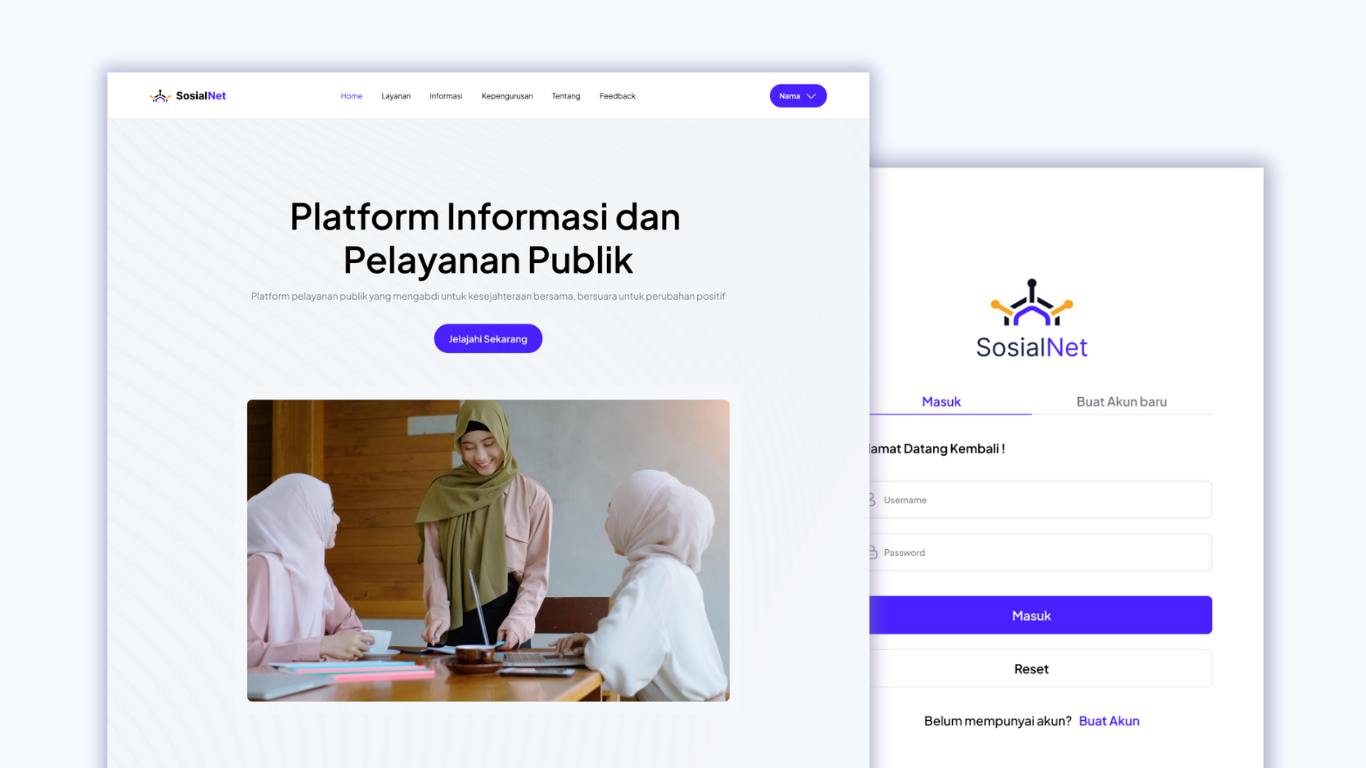 SosialNet
Home Layanan Informasi Kepengurusan Tentang Feedback
Nama
Platform Informasi dan
Pelayanan Publik
Platform pelayanan publik yang mengabdi untuk kesejahteraan bersama, bersuara untuk perubahan positif
Jelajahi Sekarang
SosialNet
Masuk Buat Akun baru
lamat Datang Kembali !
Username
Password
Masuk
Reset
Belum mempunyai akun? Buat Akun